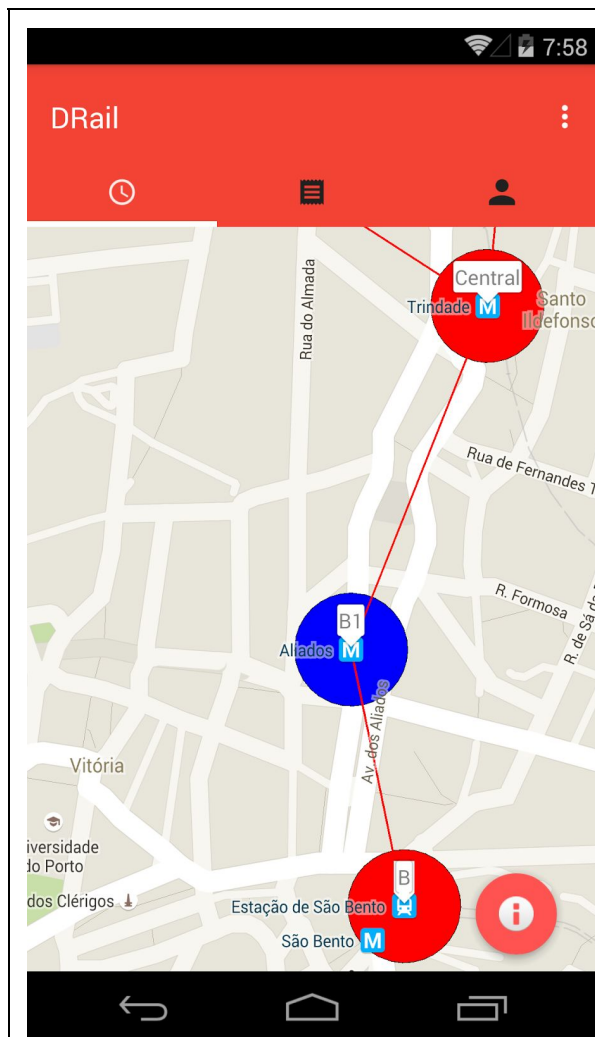 7:58
DRail
Central
Trindade
M
Santo
Ildefonso
Rua do Almada
Rua de Fernandes T
R. Formosa
R. de Sá da
B1
Aliados
M
Av. dos Aliados
Vitória
iversidade
do Porto
dos Clérigos
B
Estação de São Bento
São Bento
M